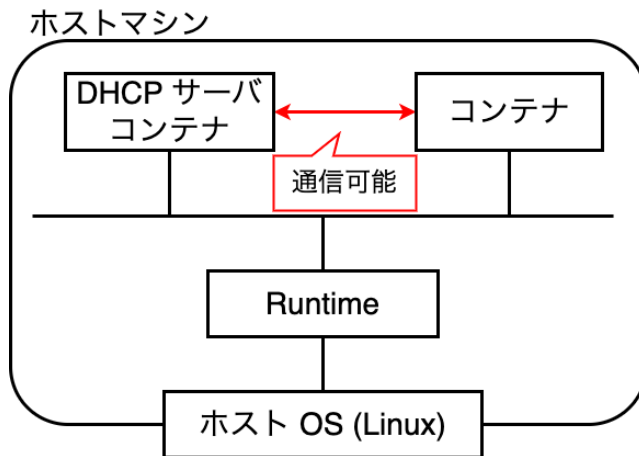 ホストマシン
DHCP サーバ
コンテナ
コンテナ
通信可能
Runtime
ホスト OS (Linux)